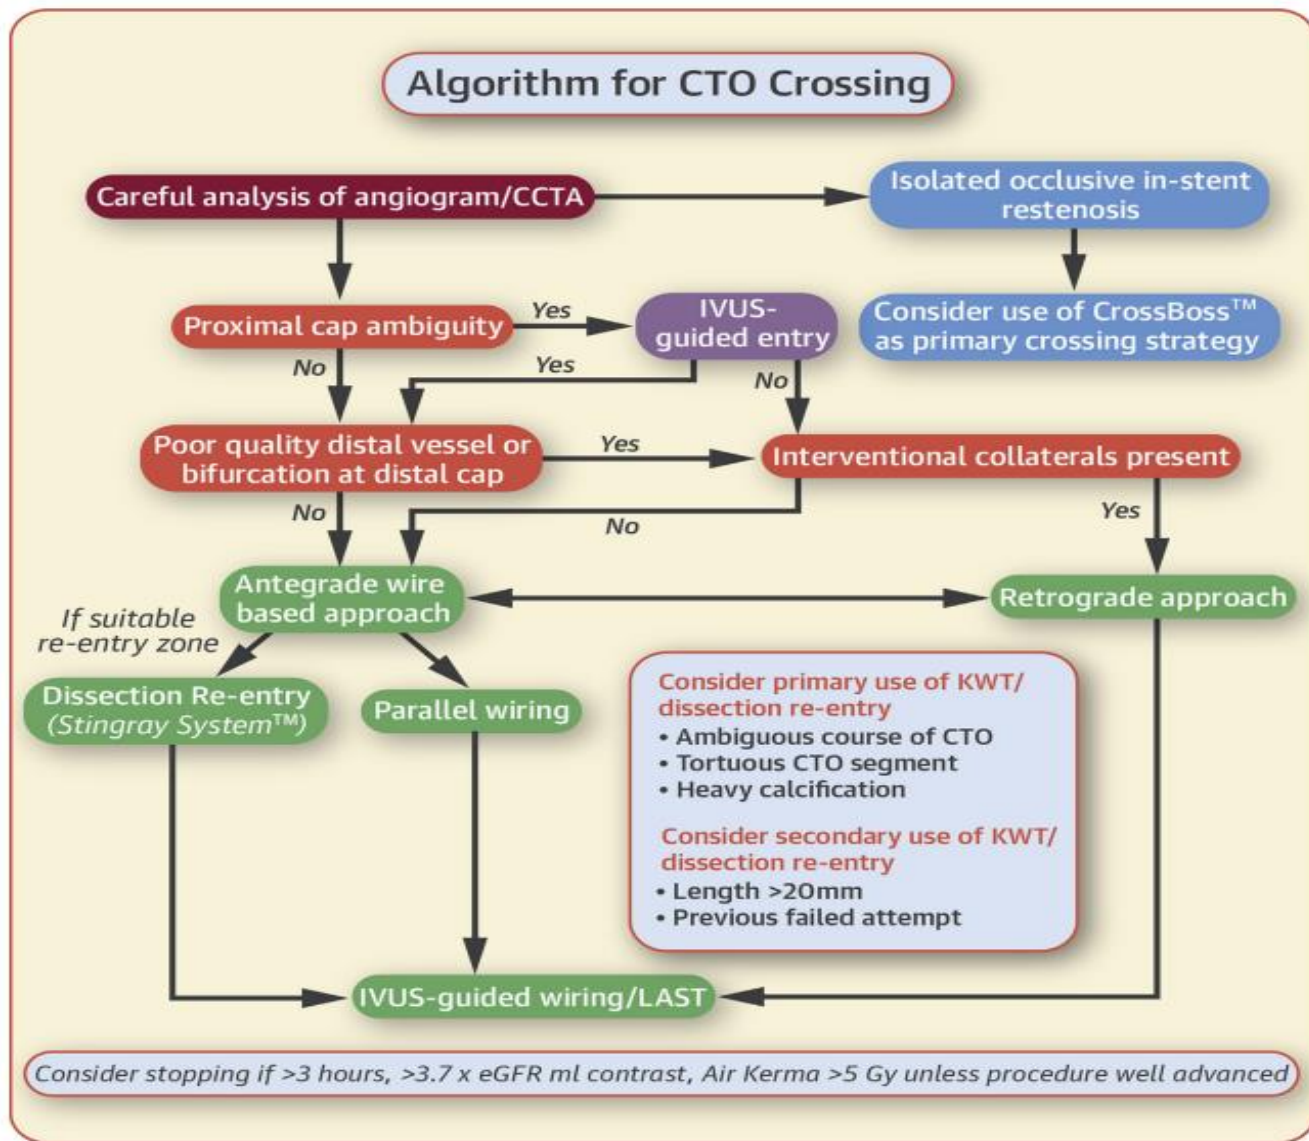 Algorithm for CTO Crossing
Careful analysis of angiogram/CCTA
Isolated occlusive in-stent
restenosis
Proximal cap ambiguity
Yes
IVUS-
guided entry
Consider use of CrossBoss™
as primary crossing strategy
No
Yes
No
Poor quality distal vessel or
bifurcation at distal cap
Yes
Interventional collaterals present
No
No
Yes
Antegrade wire
based approach
Retrograde approach
If suitable
re-entry zone
Dissection Re-entry
(Stingray System™)
Parallel wiring
Consider primary use of KWT/
dissection re-entry
• Ambiguous course of CTO
• Tortuous CTO segment
• Heavy calcification
Consider secondary use of KWT/
dissection re-entry
• Length >20mm
• Previous failed attempt
IVUS-guided wiring/LAST
Consider stopping if >3 hours, >3.7 x eGFR ml contrast, Air Kerma >5 Gy unless procedure well advanced